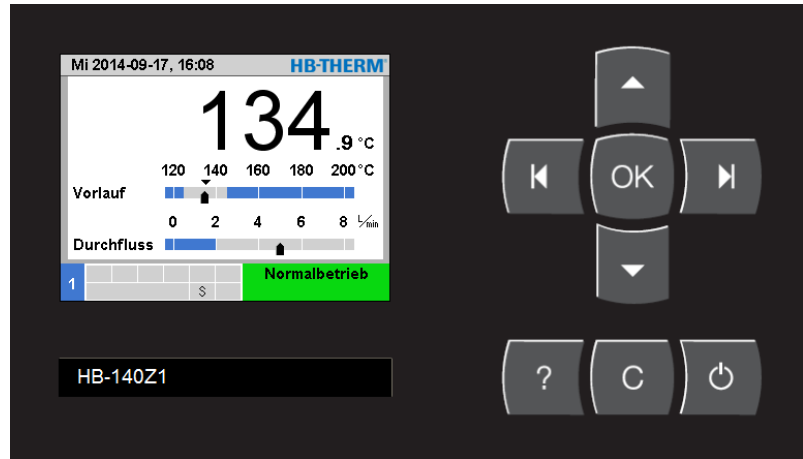 Mi 2014-09-17, 16:08 HB-THERM®
134.9 °C
120 140 160 180 200 °C
Vorlauf
0 2 4 6 8 L/min
Durchfluss
1 S Normalbetrieb
HB-140Z1
OK
? C